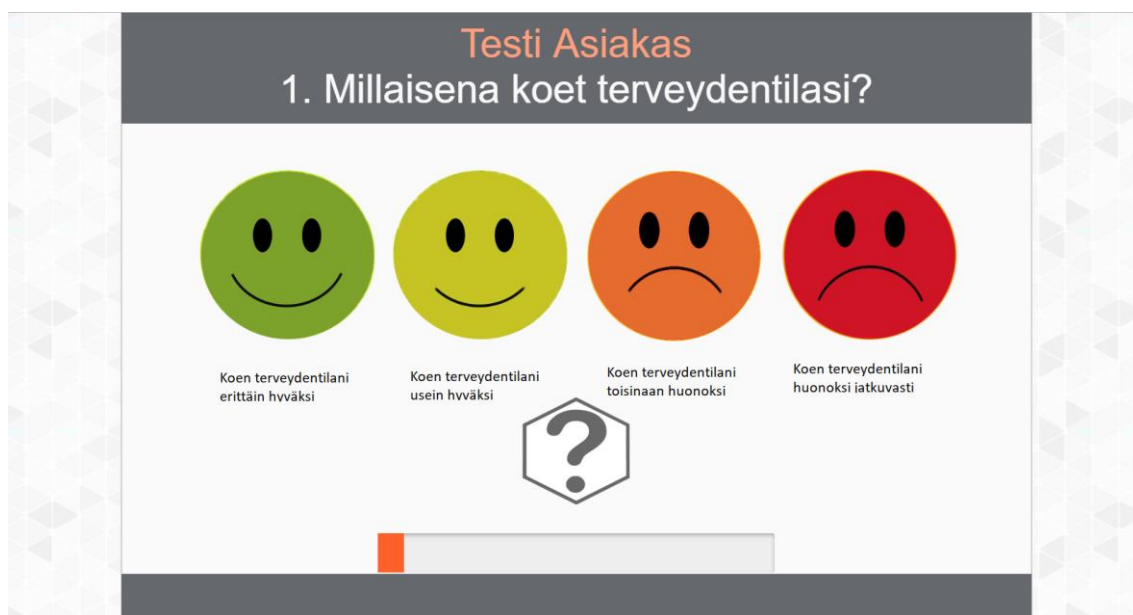 Testi Asiakas
1. Millaisena koet terveydentilasi?
Koen terveydentilani
erittäin hyväksi
Koen terveydentilani
usein hyväksi
Koen terveydentilani
toisinaan huonoksi
Koen terveydentilani
huonoksi jatkuvasti
?